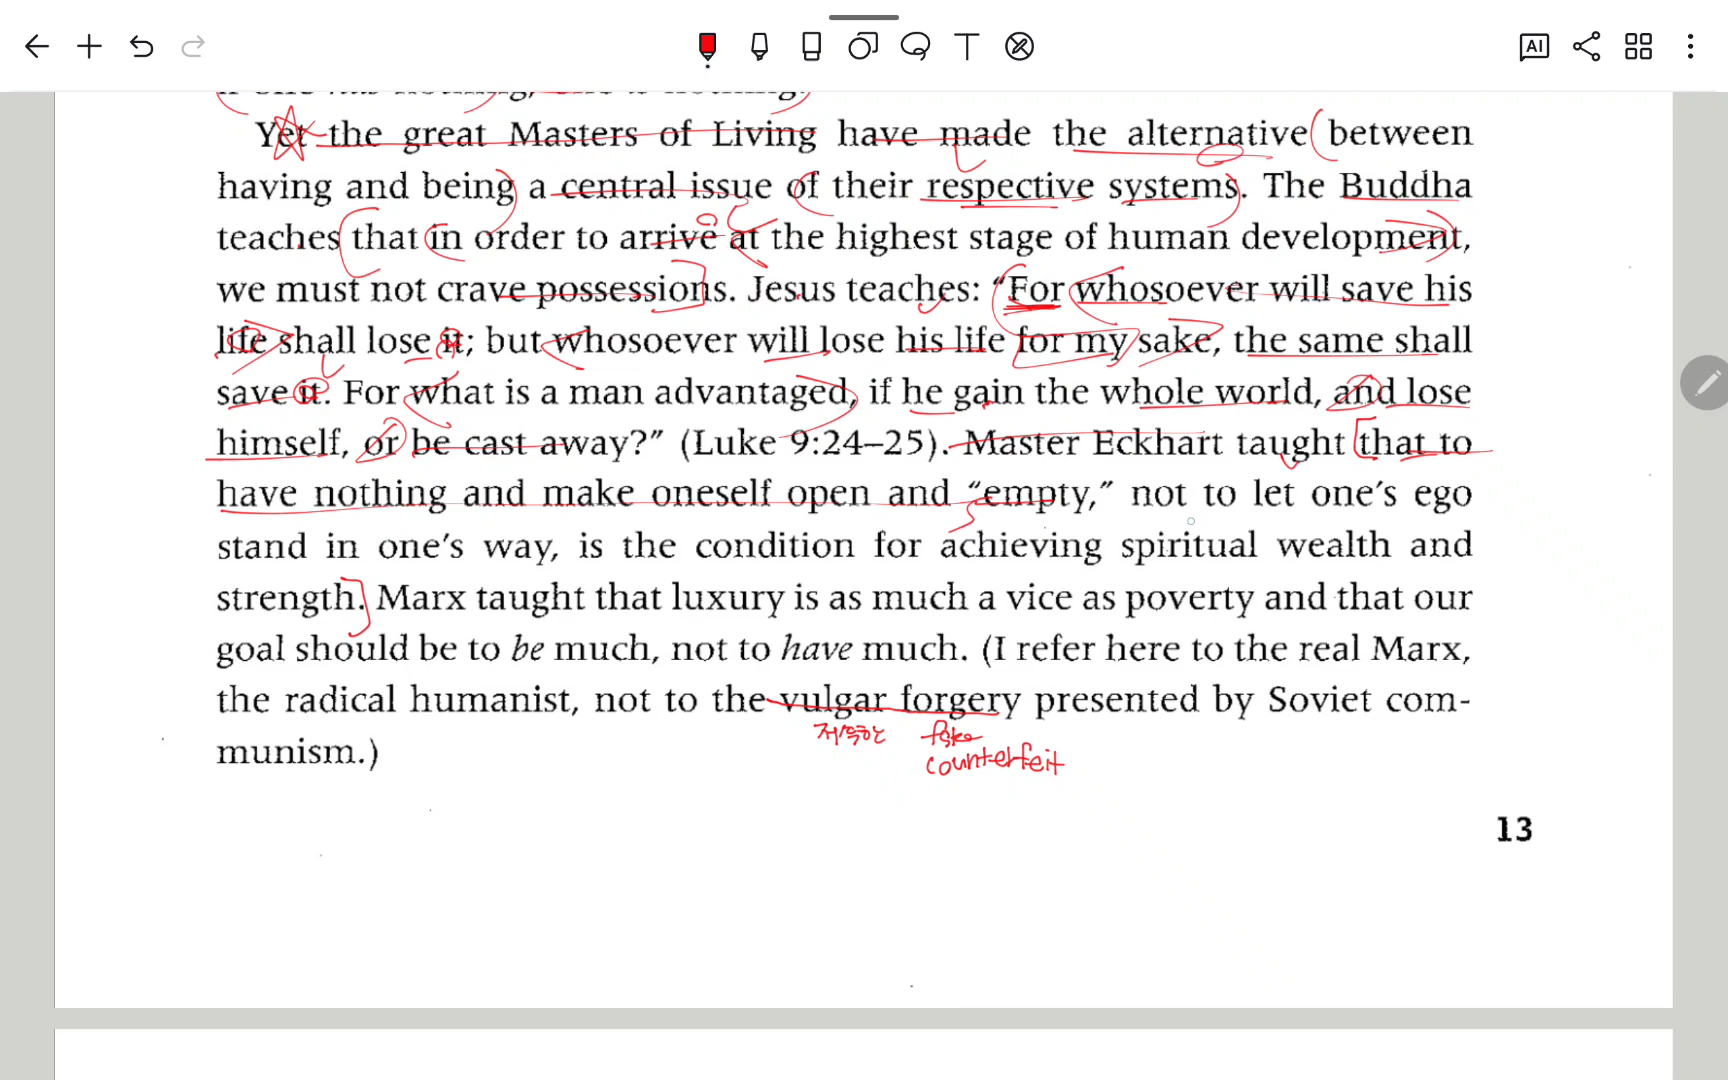 AI
Yet the great Masters of Living have made the alternative between
having and being a central issue of their respective systems. The Buddha
teaches that in order to arrive at the highest stage of human development,
we must not crave possessions. Jesus teaches: “For whosoever will save his
life shall lose it; but whosoever will lose his life for my sake, the same shall
save it. For what is a man advantaged, if he gain the whole world, and lose
himself, or be cast away?” (Luke 9:24–25). Master Eckhart taught that to
have nothing and make oneself open and “empty,” not to let one’s ego
stand in one’s way, is the condition for achieving spiritual wealth and
strength. Marx taught that luxury is as much a vice as poverty and that our
goal should be to be much, not to have much. (I refer here to the real Marx,
the radical humanist, not to the vulgar forgery presented by Soviet com-
저속한 fake
counterfeit
munism.)
13